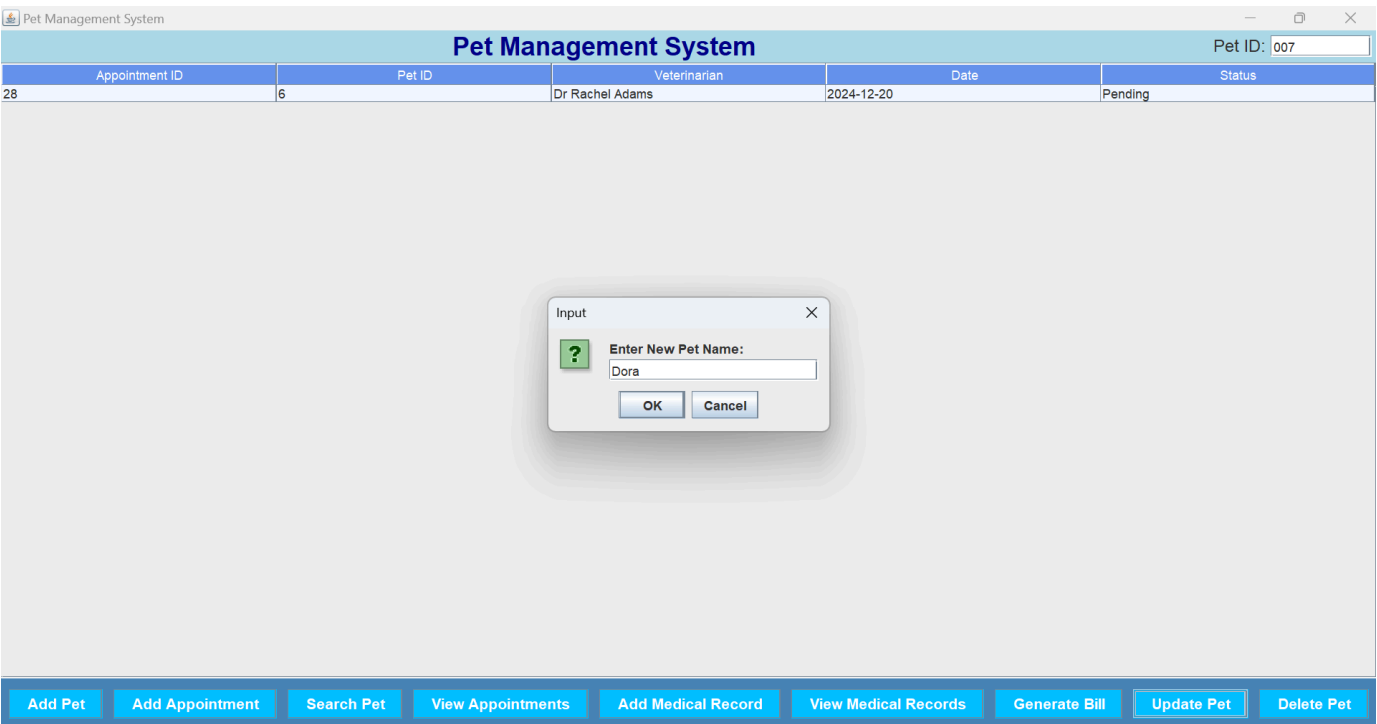 Pet Management System
Pet Management System Pet ID: 007
Appointment ID Pet ID Veterinarian Date Status
28 6 Dr Rachel Adams 2024-12-20 Pending
Input
? Enter New Pet Name:
Dora
OK Cancel
Add Pet Add Appointment Search Pet View Appointments Add Medical Record View Medical Records Generate Bill Update Pet Delete Pet